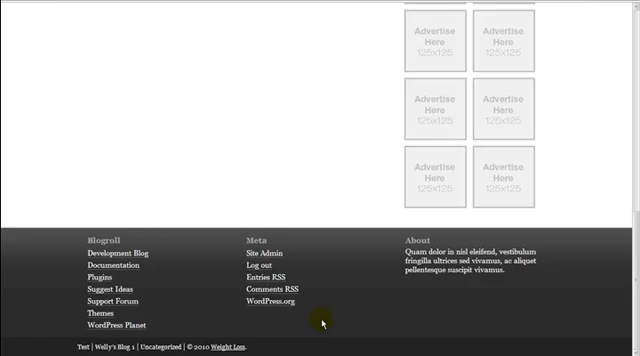 Advertise
Here
125x125
Advertise
Here
125x125
Advertise
Here
125x125
Advertise
Here
125x125
Advertise
Here
125x125
Advertise
Here
125x125
Blogroll
Development Blog
Documentation
Plugins
Suggest Ideas
Support Forum
Themes
WordPress Planet
Meta
Site Admin
Log out
Entries RSS
Comments RSS
WordPress.org
About
Quam dolor in nisl eleifend, vestibulum
fringilla ultrices sed vivamus, ac aliquet
pellentesque suscipit vivamus.
Test | Welly's Blog 1 | Uncategorized | © 2010 Weight Loss.